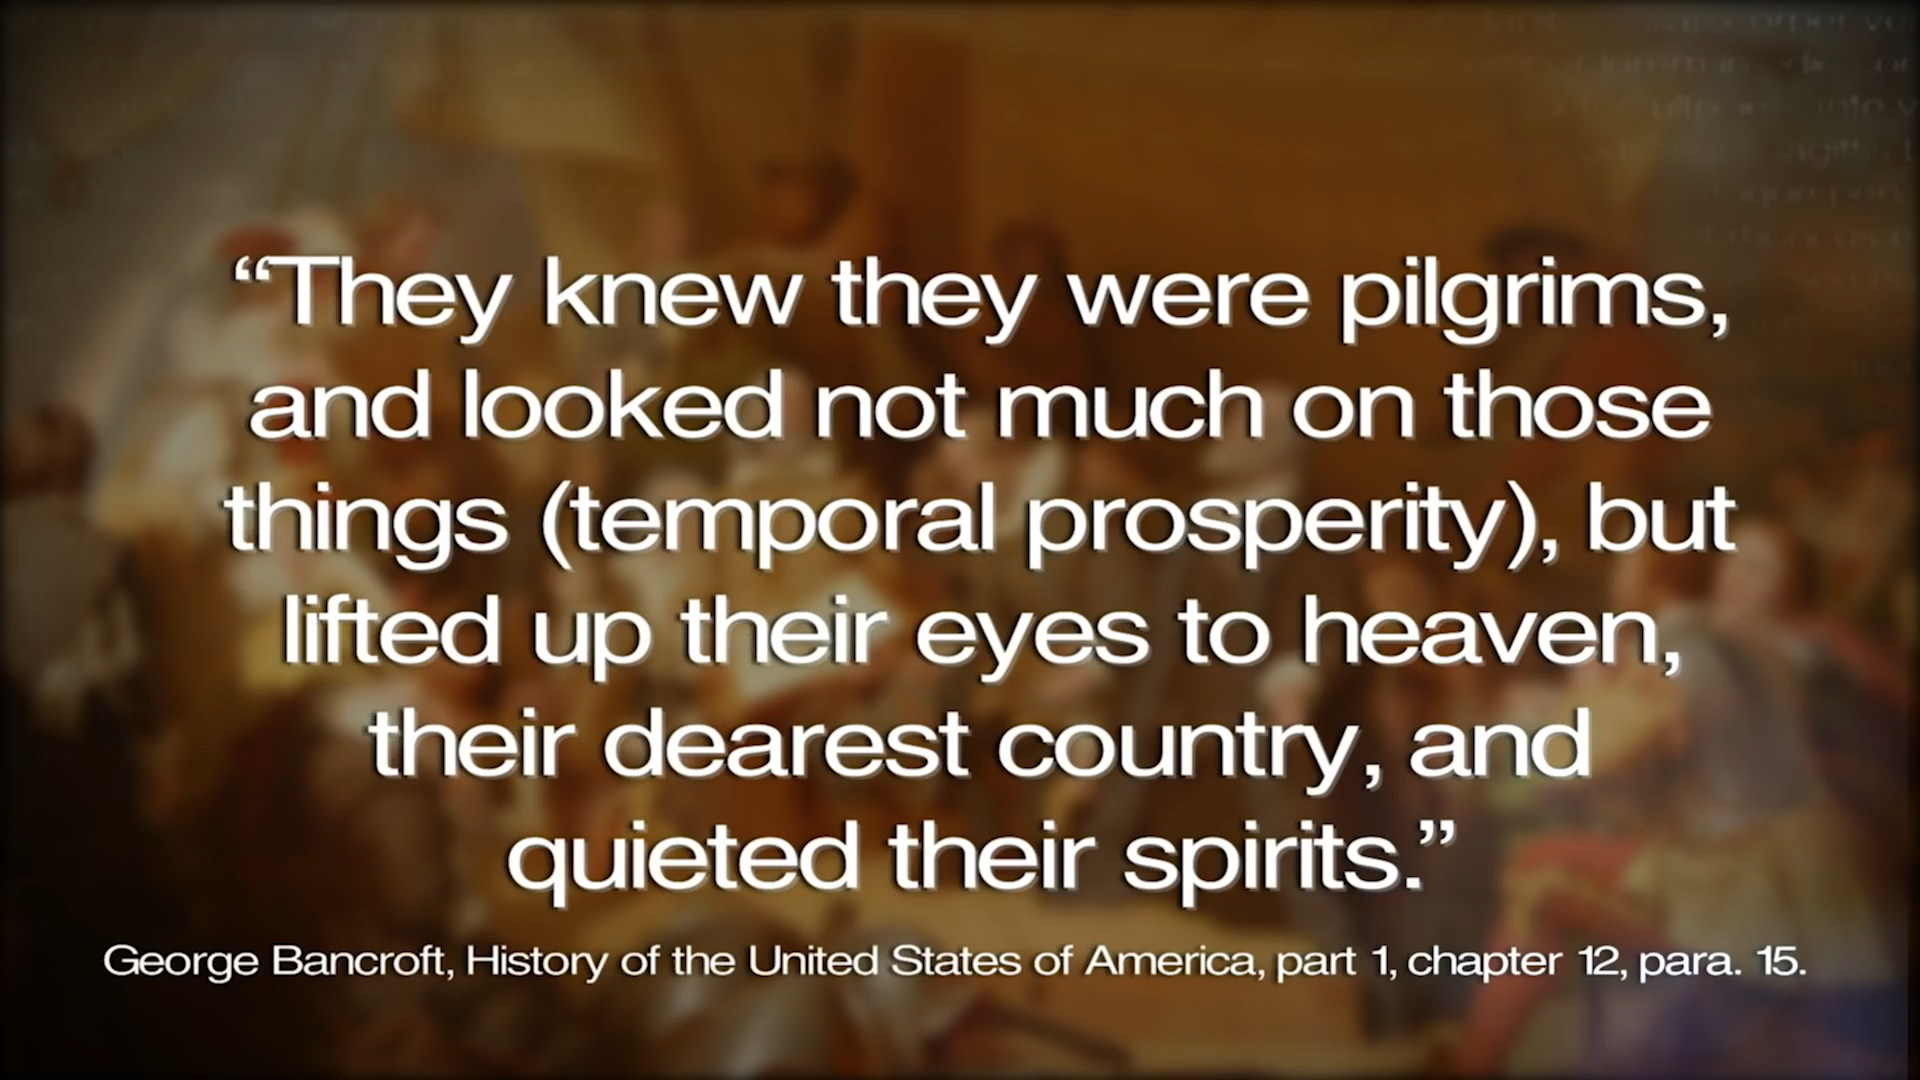 “They knew they were pilgrims,
and looked not much on those
things (temporal prosperity), but
lifted up their eyes to heaven,
their dearest country, and
quieted their spirits.”
George Bancroft, History of the United States of America, part 1, chapter 12, para. 15.